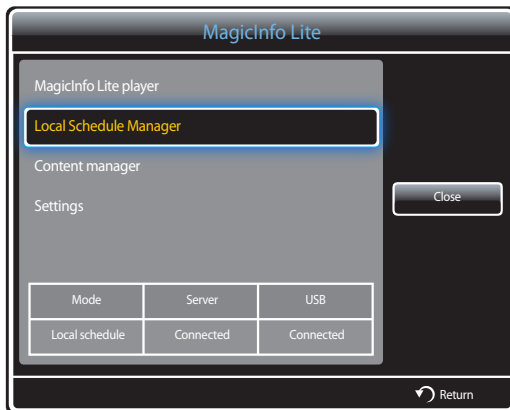 MagicInfo Lite
MagicInfo Lite player
Local Schedule Manager
Content manager
Settings
Close
Mode Server USB
Local schedule Connected Connected
Return